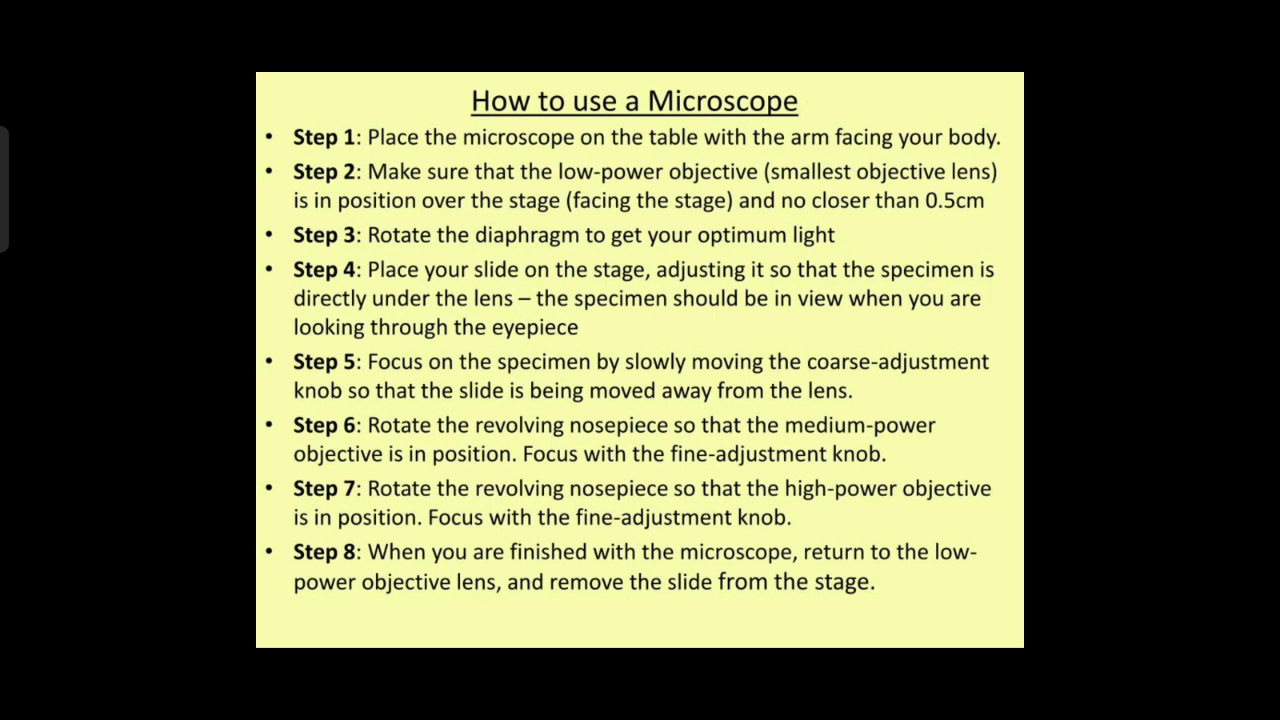 How to use a Microscope
• Step 1: Place the microscope on the table with the arm facing your body.
• Step 2: Make sure that the low-power objective (smallest objective lens)
is in position over the stage (facing the stage) and no closer than 0.5cm
• Step 3: Rotate the diaphragm to get your optimum light
• Step 4: Place your slide on the stage, adjusting it so that the specimen is
directly under the lens – the specimen should be in view when you are
looking through the eyepiece
• Step 5: Focus on the specimen by slowly moving the coarse-adjustment
knob so that the slide is being moved away from the lens.
• Step 6: Rotate the revolving nosepiece so that the medium-power
objective is in position. Focus with the fine-adjustment knob.
• Step 7: Rotate the revolving nosepiece so that the high-power objective
is in position. Focus with the fine-adjustment knob.
• Step 8: When you are finished with the microscope, return to the low-
power objective lens, and remove the slide from the stage.